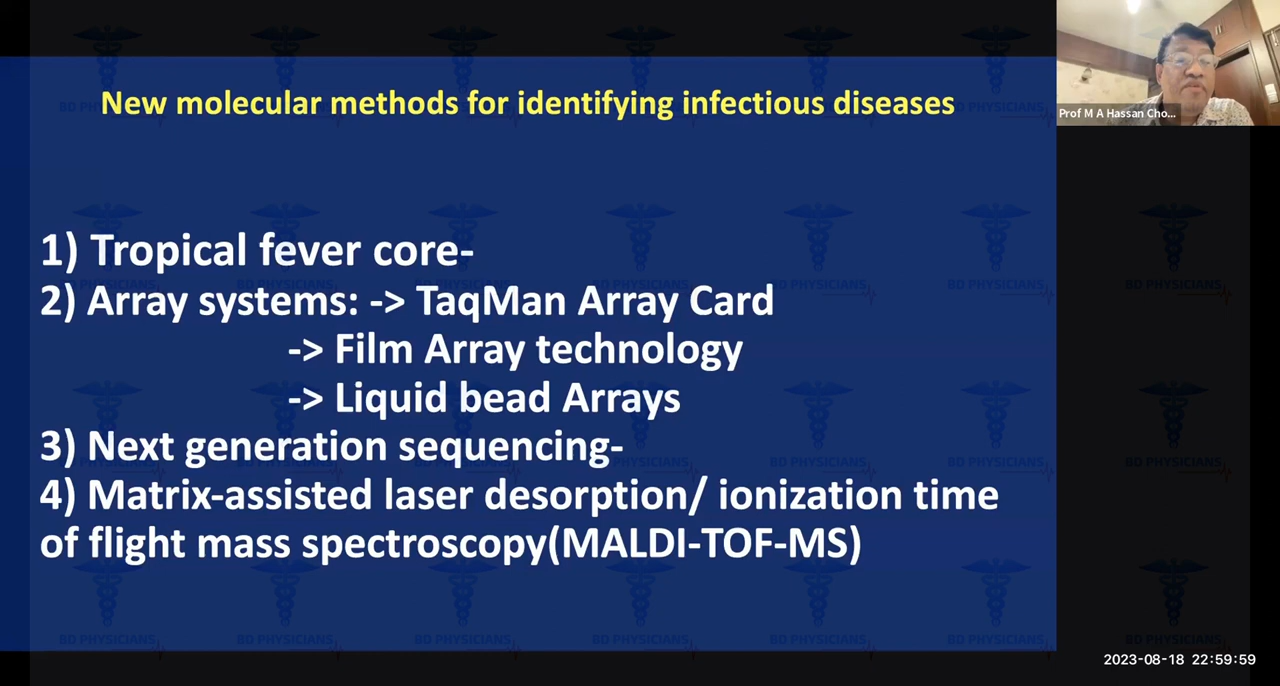 New molecular methods for identifying infectious diseases
Prof M A Hassan Cho...
1) Tropical fever core-
2) Array systems: -> TaqMan Array Card
-> Film Array technology
-> Liquid bead Arrays
3) Next generation sequencing-
4) Matrix-assisted laser desorption/ ionization time
of flight mass spectroscopy(MALDI-TOF-MS)
BD PHYSICIANS
2023-08-18 22:59:59